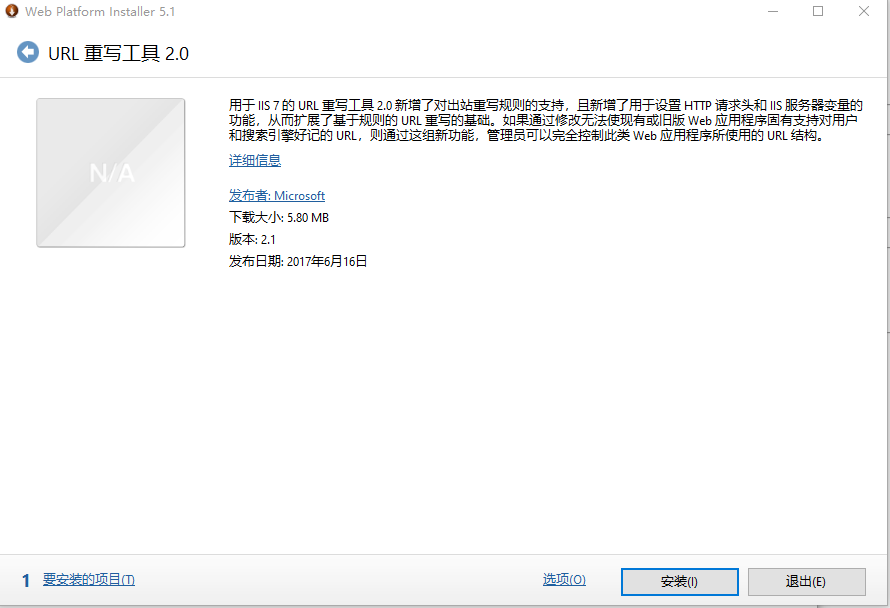 Web Platform Installer 5.1
URL 重写工具 2.0
N/A
用于 IIS 7 的 URL 重写工具 2.0 新增了对出站重写规则的支持，且新增了用于设置 HTTP 请求头和 IIS 服务器变量的
功能，从而扩展了基于规则的 URL 重写的基础。如果通过修改无法使现有或旧版 Web 应用程序固有支持对用户
和搜索引擎好记的 URL，则通过这组新功能，管理员可以完全控制此类 Web 应用程序所使用的 URL 结构。
详细信息
发布者: Microsoft
下载大小: 5.80 MB
版本: 2.1
发布日期: 2017年6月16日
1 要安装的项目(T)
选项(O)
安装(I)
退出(E)